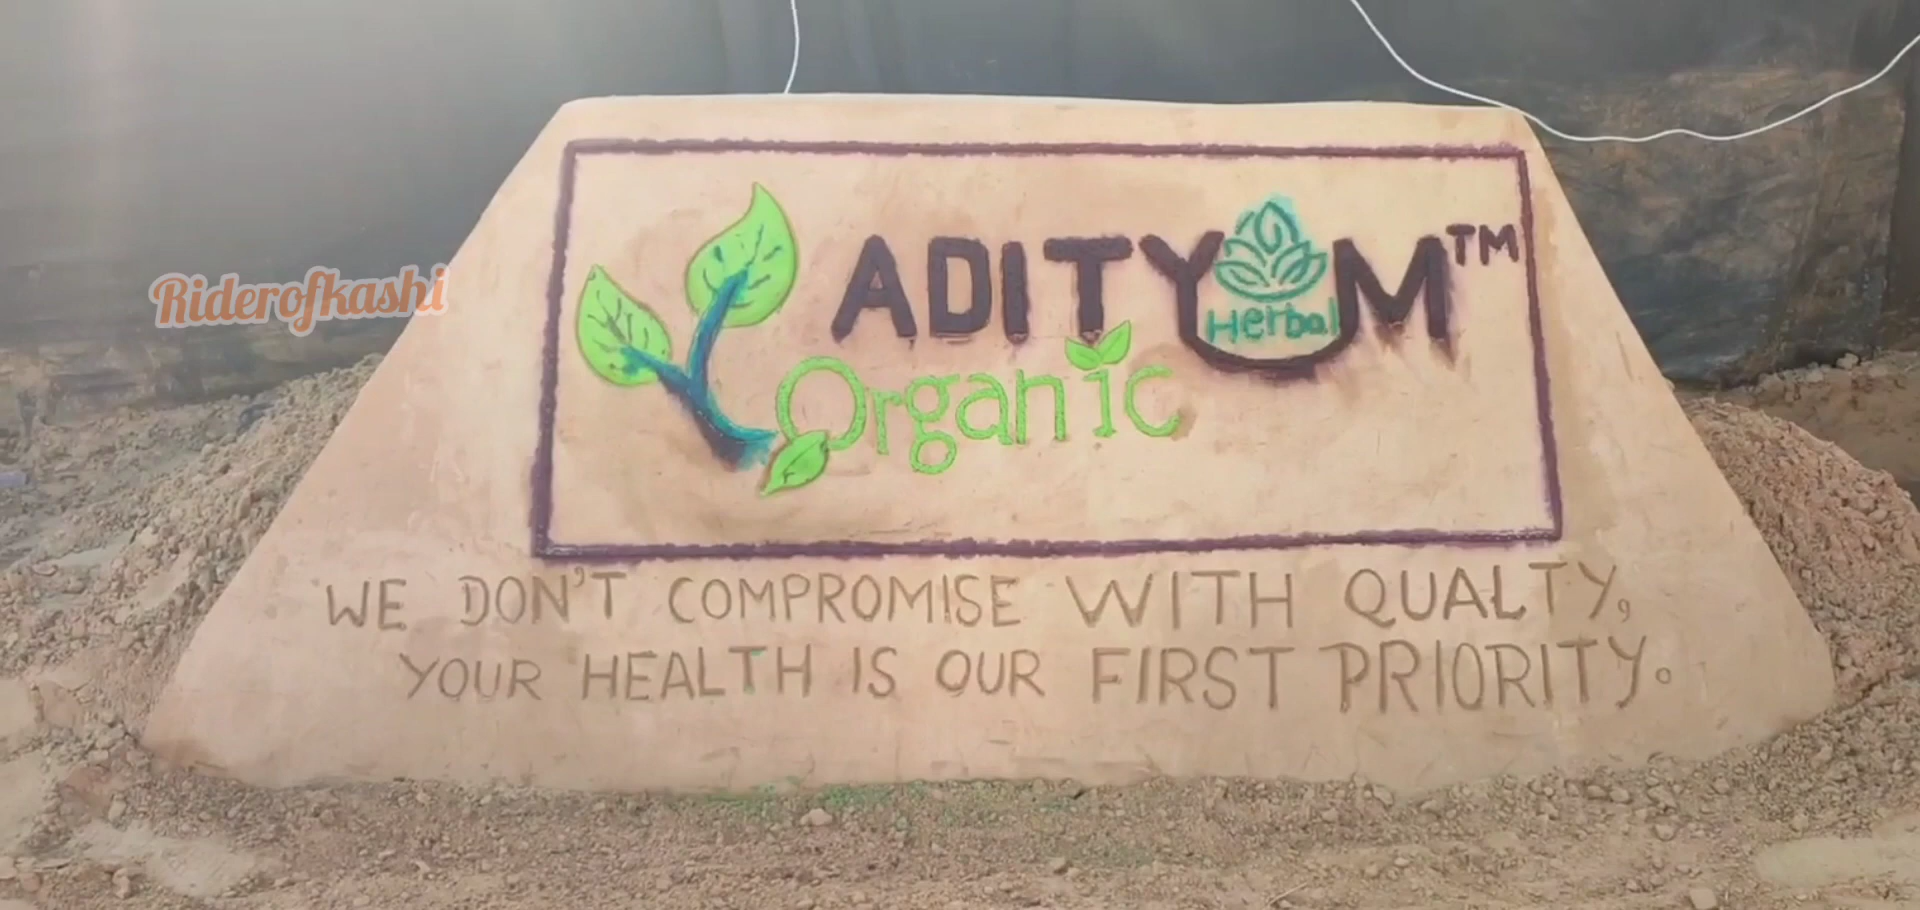 ADITYUM™
Herbal
Organic
Riderofkashi
WE DON'T COMPROMISE WITH QUALTY,
YOUR HEALTH IS OUR FIRST PRIORITY.